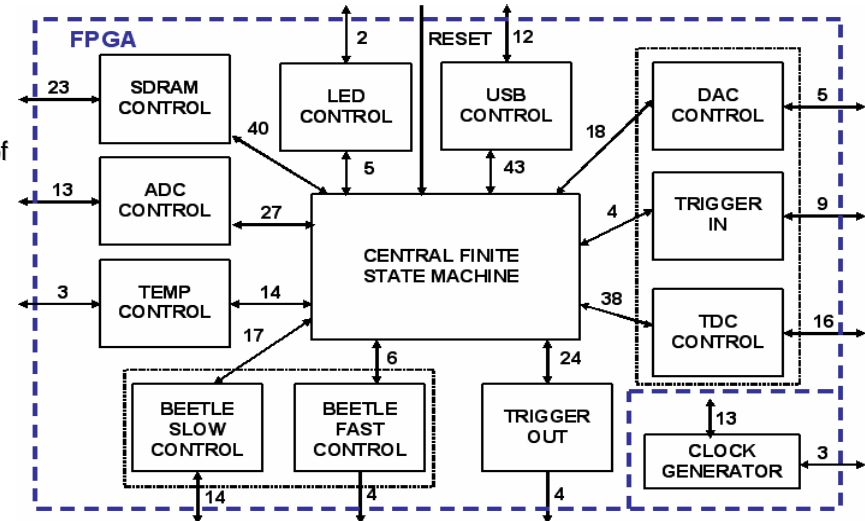 FPGA
2
RESET
12
23
SDRAM
CONTROL
LED
CONTROL
USB
CONTROL
DAC
CONTROL
5
40
18
of
5
43
13
ADC
CONTROL
27
4
TRIGGER
IN
9
CENTRAL FINITE
STATE MACHINE
3
TEMP
CONTROL
14
38
TDC
CONTROL
16
17
6
24
BEETLE
SLOW
CONTROL
BEETLE
FAST
CONTROL
TRIGGER
OUT
13
CLOCK
GENERATOR
3
14
4
4